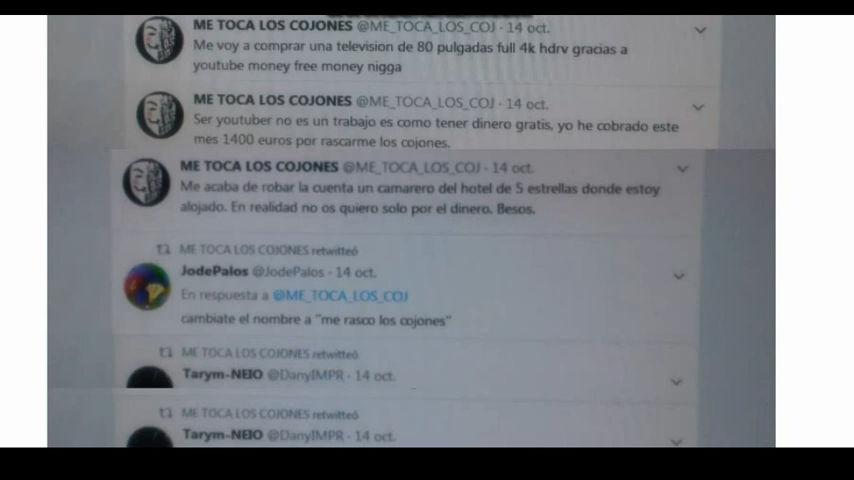 ME TOCA LOS COJONES @ME_TOCA_LOS_COJ · 14 oct.
Me voy a comprar una television de 80 pulgadas full 4k hdrv gracias a
youtube money free money nigga
ME TOCA LOS COJONES @ME_TOCA_LOS_COJ · 14 oct.
Ser youtuber no es un trabajo es como tener dinero gratis, yo he cobrado este
mes 1400 euros por rascarme los cojones.
ME TOCA LOS COJONES @ME_TOCA_LOS_COJ · 14 oct.
Me acaba de robar la cuenta un camarero del hotel de 5 estrellas donde estoy
alojado. En realidad no os quiero solo por el dinero. Besos.
ME TOCA LOS COJONES retwitteó
JodePalos @JodePalos · 14 oct.
En respuesta a @ME_TOCA_LOS_COJ
cambiate el nombre a "me rasco los cojones"
ME TOCA LOS COJONES retwitteó
Tarym-NEIO @DanyIMPR · 14 oct.
ME TOCA LOS COJONES retwitteó
Tarym-NEIO @DanyIMPR · 14 oct.